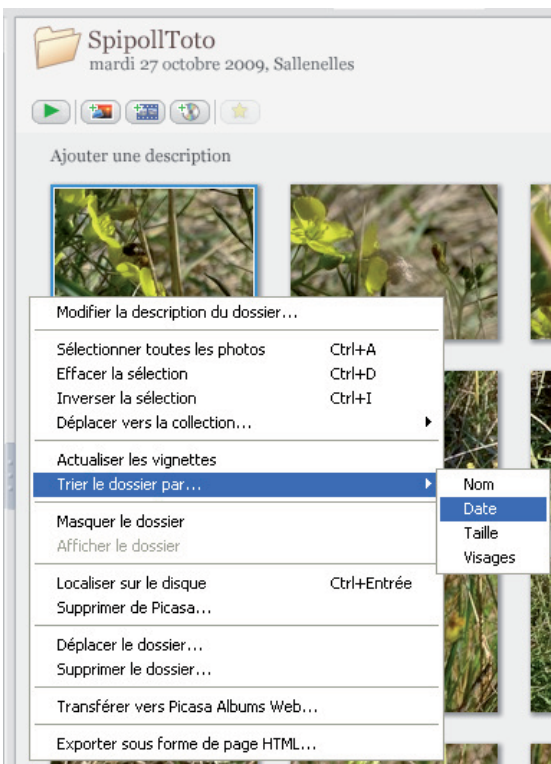 SpipollToto
mardi 27 octobre 2009, Sallenelles
Ajouter une description
Modifier la description du dossier...
Sélectionner toutes les photos Ctrl+A
Effacer la sélection Ctrl+D
Inverser la sélection Ctrl+I
Déplacer vers la collection...
Actualiser les vignettes
Trier le dossier par...
Nom
Date
Taille
Visages
Masquer le dossier
Afficher le dossier
Localiser sur le disque Ctrl+Entrée
Supprimer de Picasa...
Déplacer le dossier...
Supprimer le dossier...
Transférer vers Picasa Albums Web...
Exporter sous forme de page HTML...